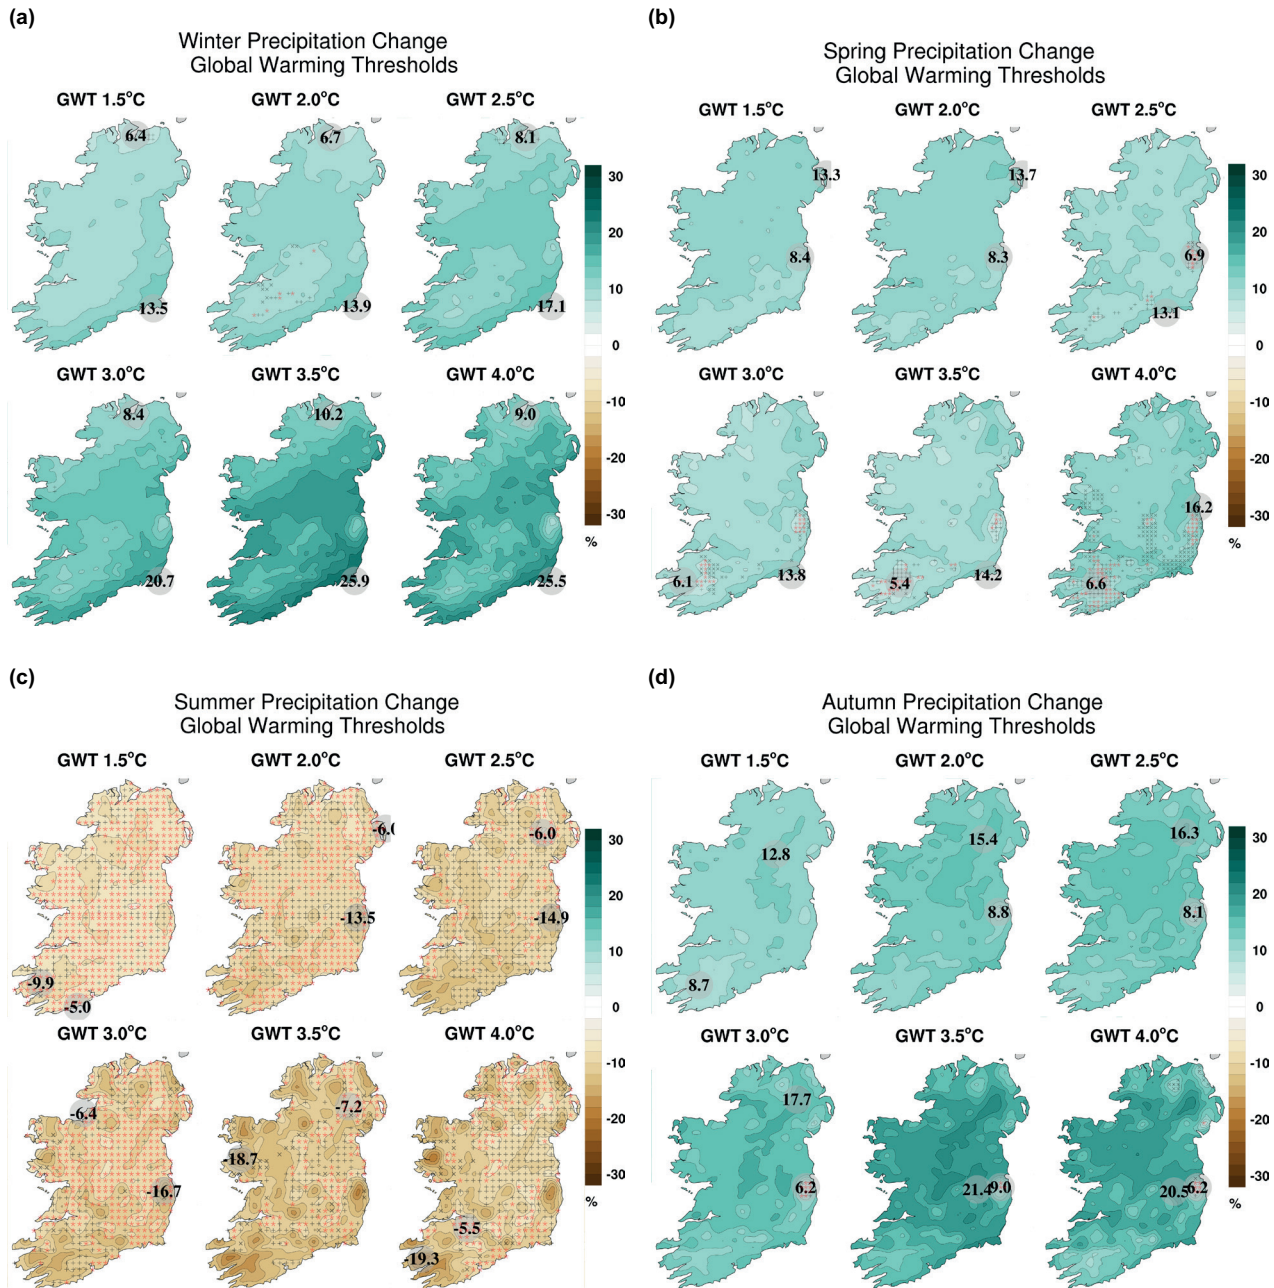 (a)
Winter Precipitation Change
Global Warming Thresholds
GWT 1.5°C GWT 2.0°C GWT 2.5°C
6.4 6.7 8.1
13.5 13.9 17.1
GWT 3.0°C GWT 3.5°C GWT 4.0°C
8.4 10.2 9.0
20.7 25.9 25.5
30
20
10
0
-10
-20
-30
%
(b)
Spring Precipitation Change
Global Warming Thresholds
GWT 1.5°C GWT 2.0°C GWT 2.5°C
13.3 13.7
8.4 8.3 6.9
13.1
GWT 3.0°C GWT 3.5°C GWT 4.0°C
16.2
6.1 13.8 5.4 14.2 6.6
30
20
10
0
-10
-20
-30
%
(c)
Summer Precipitation Change
Global Warming Thresholds
GWT 1.5°C GWT 2.0°C GWT 2.5°C
-6.0 -6.0
-13.5 -14.9
-9.9
-5.0
GWT 3.0°C GWT 3.5°C GWT 4.0°C
-6.4 -7.2
-18.7
-16.7
-5.5
-19.3
30
20
10
0
-10
-20
-30
%
(d)
Autumn Precipitation Change
Global Warming Thresholds
GWT 1.5°C GWT 2.0°C GWT 2.5°C
12.8 15.4 16.3
8.8 8.1
8.7
GWT 3.0°C GWT 3.5°C GWT 4.0°C
17.7
6.2 21.4 9.0 20.5 6.2
30
20
10
0
-10
-20
-30
%